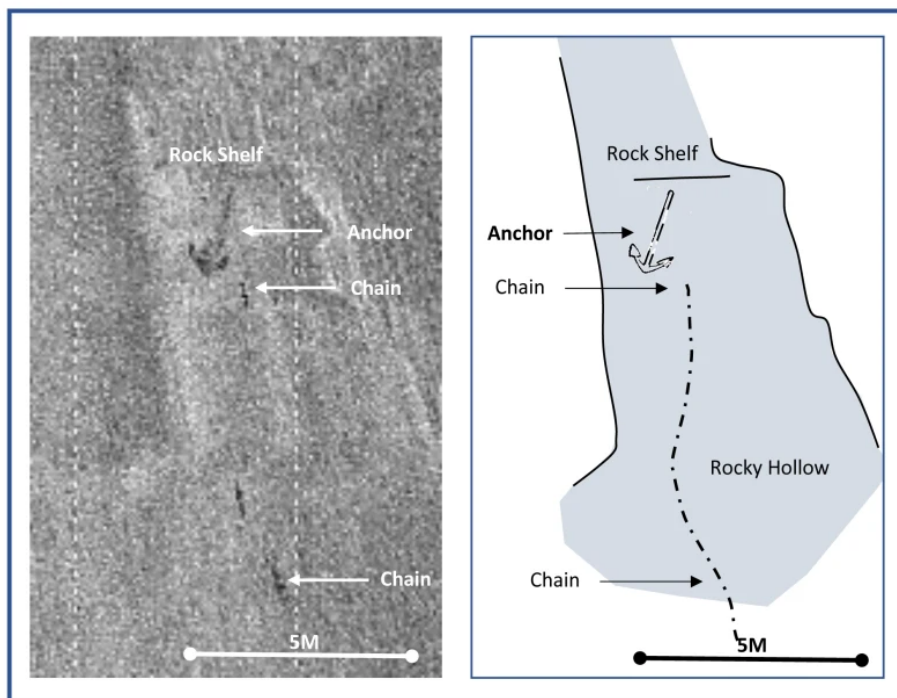 Rock Shelf
Anchor
Chain
Chain
5M
Rock Shelf
Anchor
Chain
Rocky Hollow
Chain
5M